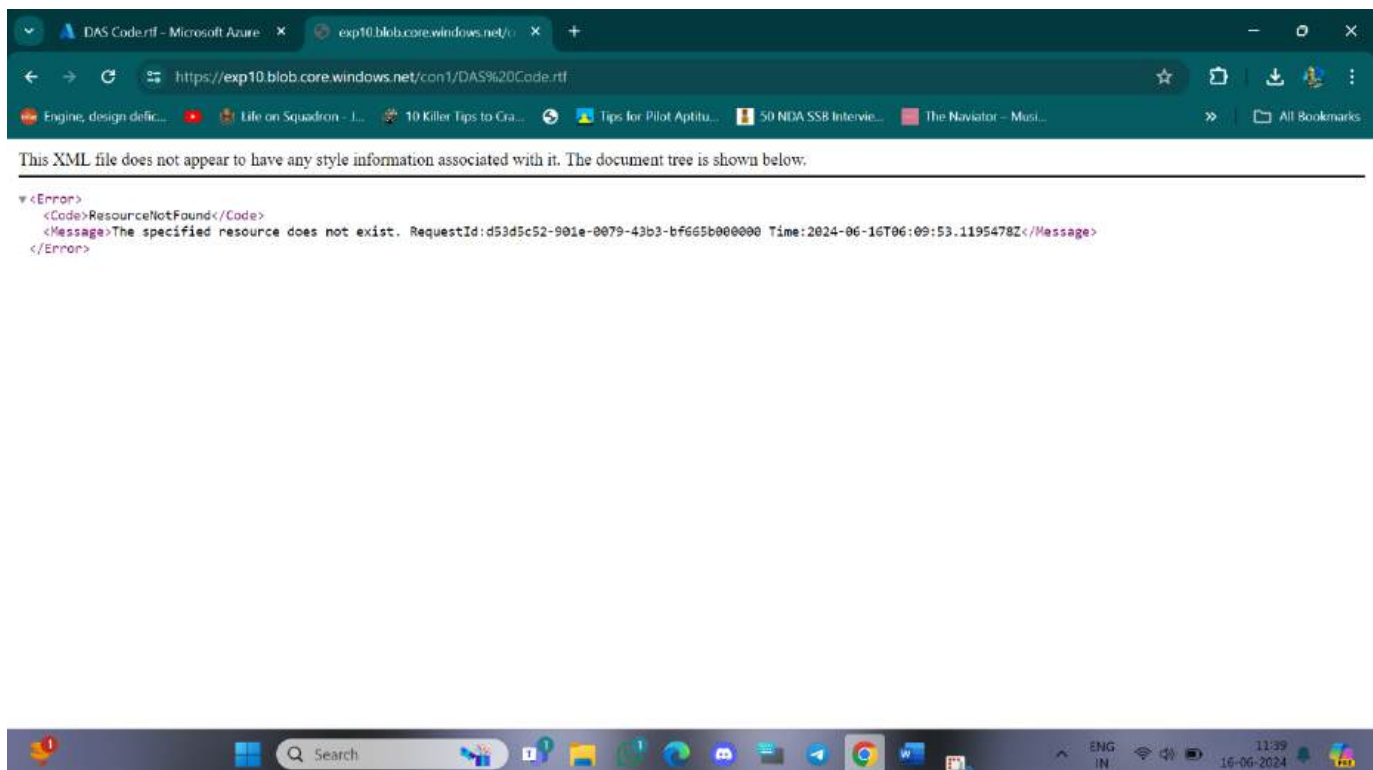 DAS Code.rtf - Microsoft Azure
exp10.blob.core.windows.net/c
https://exp10.blob.core.windows.net/con1/DAS%20Code.rtf
Engine, design defic...
Life on Squadron - J...
10 Killer Tips to Cra...
Tips for Pilot Aptitu...
50 NDA SSB Intervie...
The Naviator – Musi...
All Bookmarks
This XML file does not appear to have any style information associated with it. The document tree is shown below.
<Error>
<Code>ResourceNotFound</Code>
<Message>The specified resource does not exist. RequestId:d53d5c52-901e-0079-43b3-bf665b000000 Time:2024-06-16T06:09:53.1195478Z</Message>
</Error>
1
Search
ENG
IN
11:39
16-06-2024